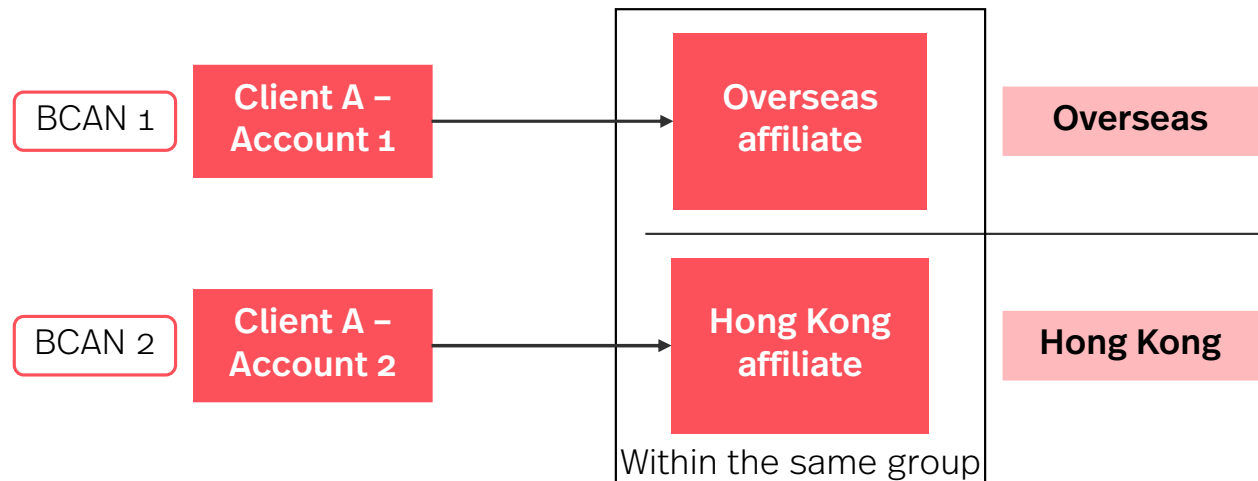 BCAN 1
Client A –
Account 1
Overseas
affiliate
Overseas
BCAN 2
Client A –
Account 2
Hong Kong
affiliate
Hong Kong
Within the same group